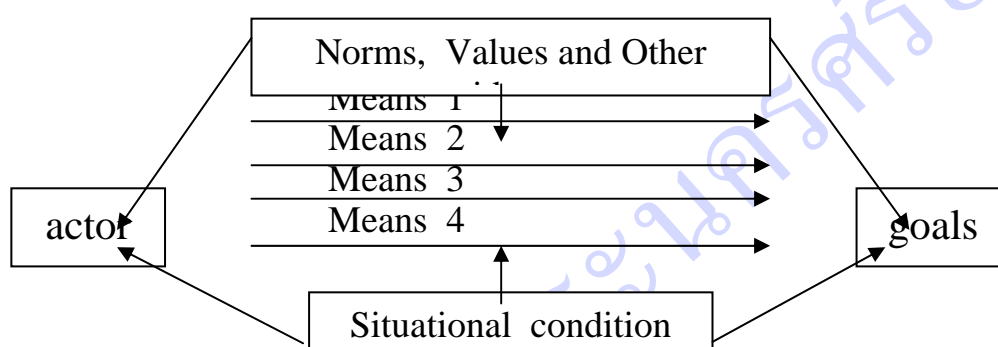 Norms, Values and Other
Means 1
Means 2
Means 3
Means 4
actor
goals
Situational condition